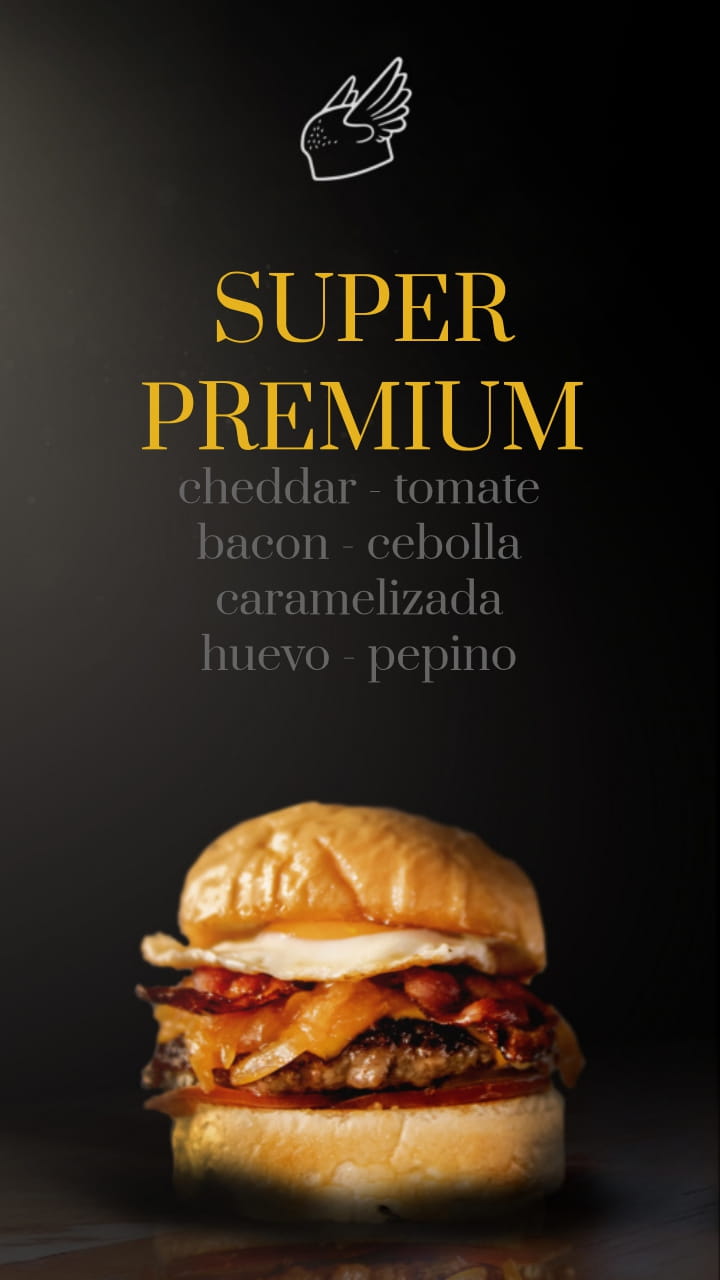 SUPER
PREMIUM
cheddar - tomate
bacon - cebolla
caramelizada
huevo - pepino